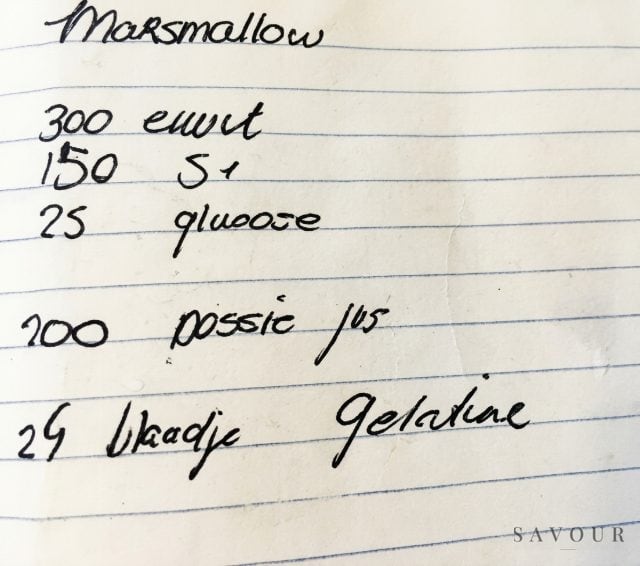 Marsmallow
300 eiwit
150 S1
25 glucose
200 passie jus
24 blaadje gelatine
SAVOUR